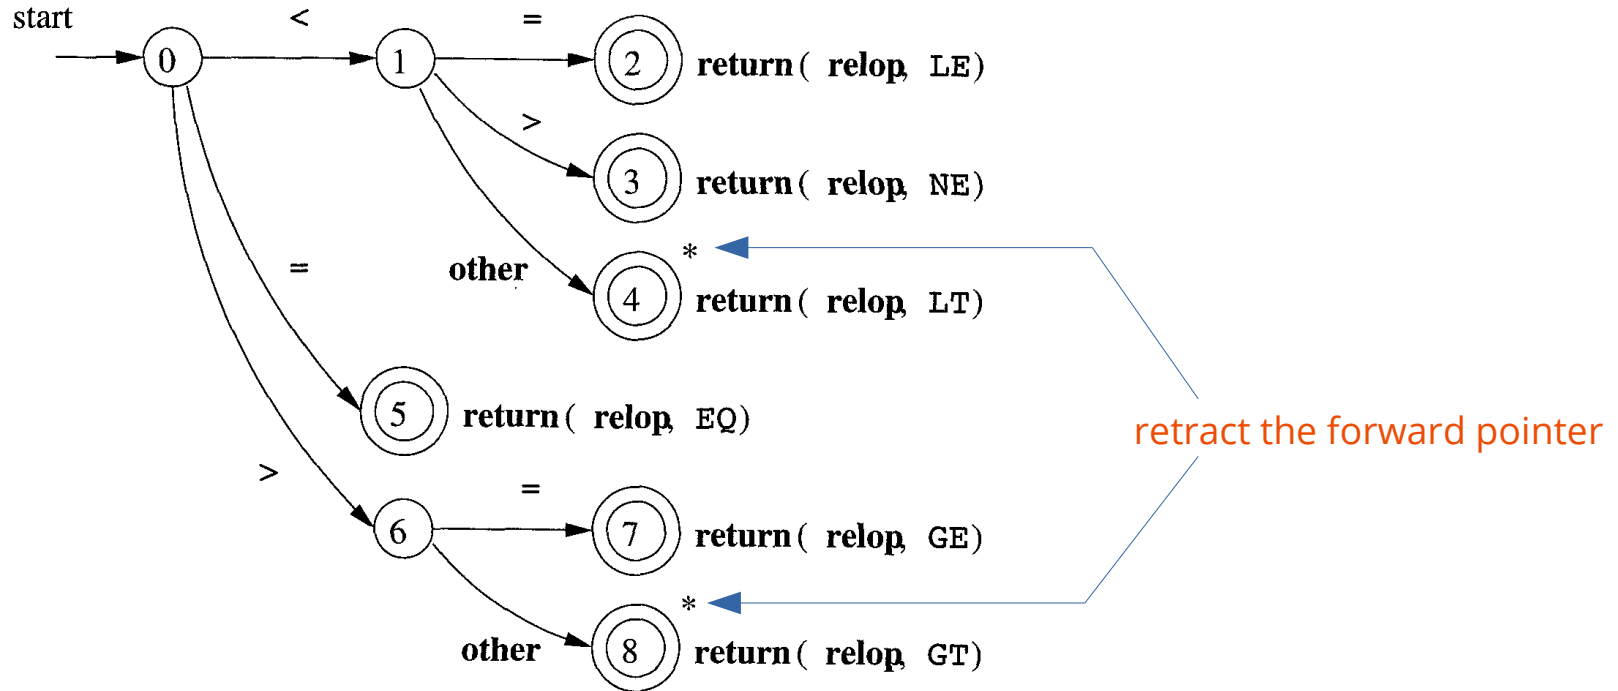 start
<
=
0
1
2
return( relop, LE)
>
3
return( relop, NE)
*
=
other
4
return( relop, LT)
5
return( relop, EQ)
retract the forward pointer
>
=
6
7
return( relop, GE)
*
other
8
return( relop, GT)